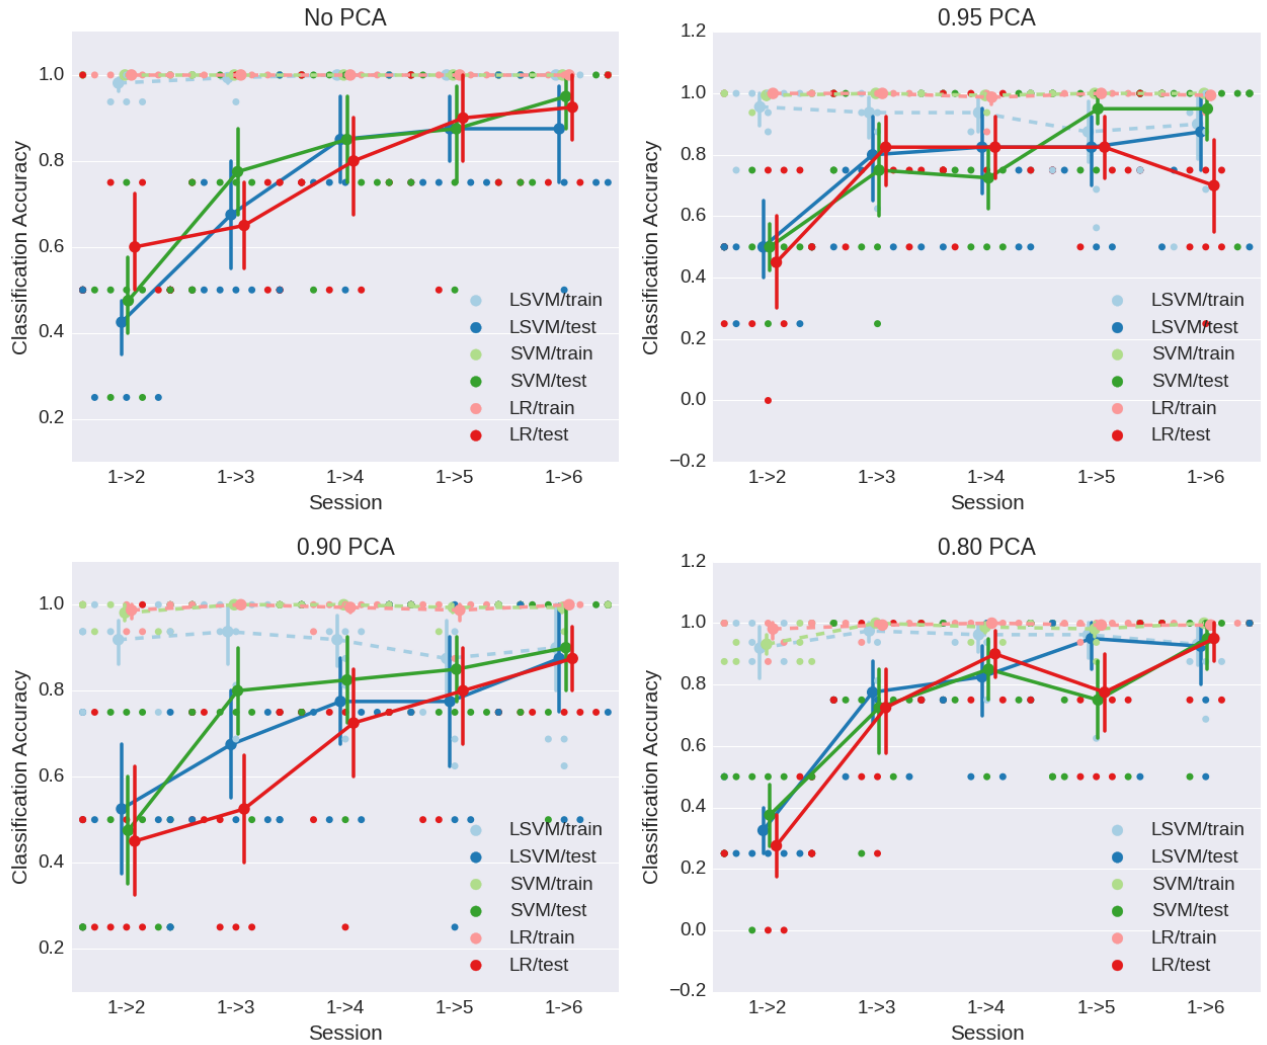 No PCA
1.0
0.8
0.6
0.4
0.2
Classification Accuracy
LSVM/train
LSVM/test
SVM/train
SVM/test
LR/train
LR/test
1->2 1->3 1->4 1->5 1->6
Session
0.95 PCA
1.2
1.0
0.8
0.6
0.4
0.2
0.0
−0.2
Classification Accuracy
LSVM/train
LSVM/test
SVM/train
SVM/test
LR/train
LR/test
1->2 1->3 1->4 1->5 1->6
Session
0.90 PCA
1.0
0.8
0.6
0.4
0.2
Classification Accuracy
LSVM/train
LSVM/test
SVM/train
SVM/test
LR/train
LR/test
1->2 1->3 1->4 1->5 1->6
Session
0.80 PCA
1.2
1.0
0.8
0.6
0.4
0.2
0.0
−0.2
Classification Accuracy
LSVM/train
LSVM/test
SVM/train
SVM/test
LR/train
LR/test
1->2 1->3 1->4 1->5 1->6
Session